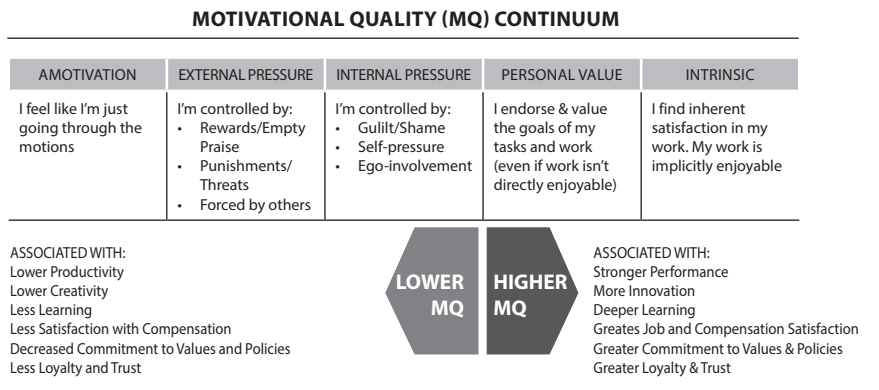 MOTIVATIONAL QUALITY (MQ) CONTINUUM
AMOTIVATION
EXTERNAL PRESSURE
INTERNAL PRESSURE
PERSONAL VALUE
INTRINSIC
I feel like I'm just
going through the
motions
I'm controlled by:
• Rewards/Empty
Praise
• Punishments/
Threats
• Forced by others
I'm controlled by:
• Gulilt/Shame
• Self-pressure
• Ego-involvement
I endorse & value
the goals of my
tasks and work
(even if work isn't
directly enjoyable)
I find inherent
satisfaction in my
work. My work is
implicitly enjoyable
ASSOCIATED WITH:
Lower Productivity
Lower Creativity
Less Learning
Less Satisfaction with Compensation
Decreased Commitment to Values and Policies
Less Loyalty and Trust
LOWER
MQ
HIGHER
MQ
ASSOCIATED WITH:
Stronger Performance
More Innovation
Deeper Learning
Greates Job and Compensation Satisfaction
Greater Commitment to Values & Policies
Greater Loyalty & Trust